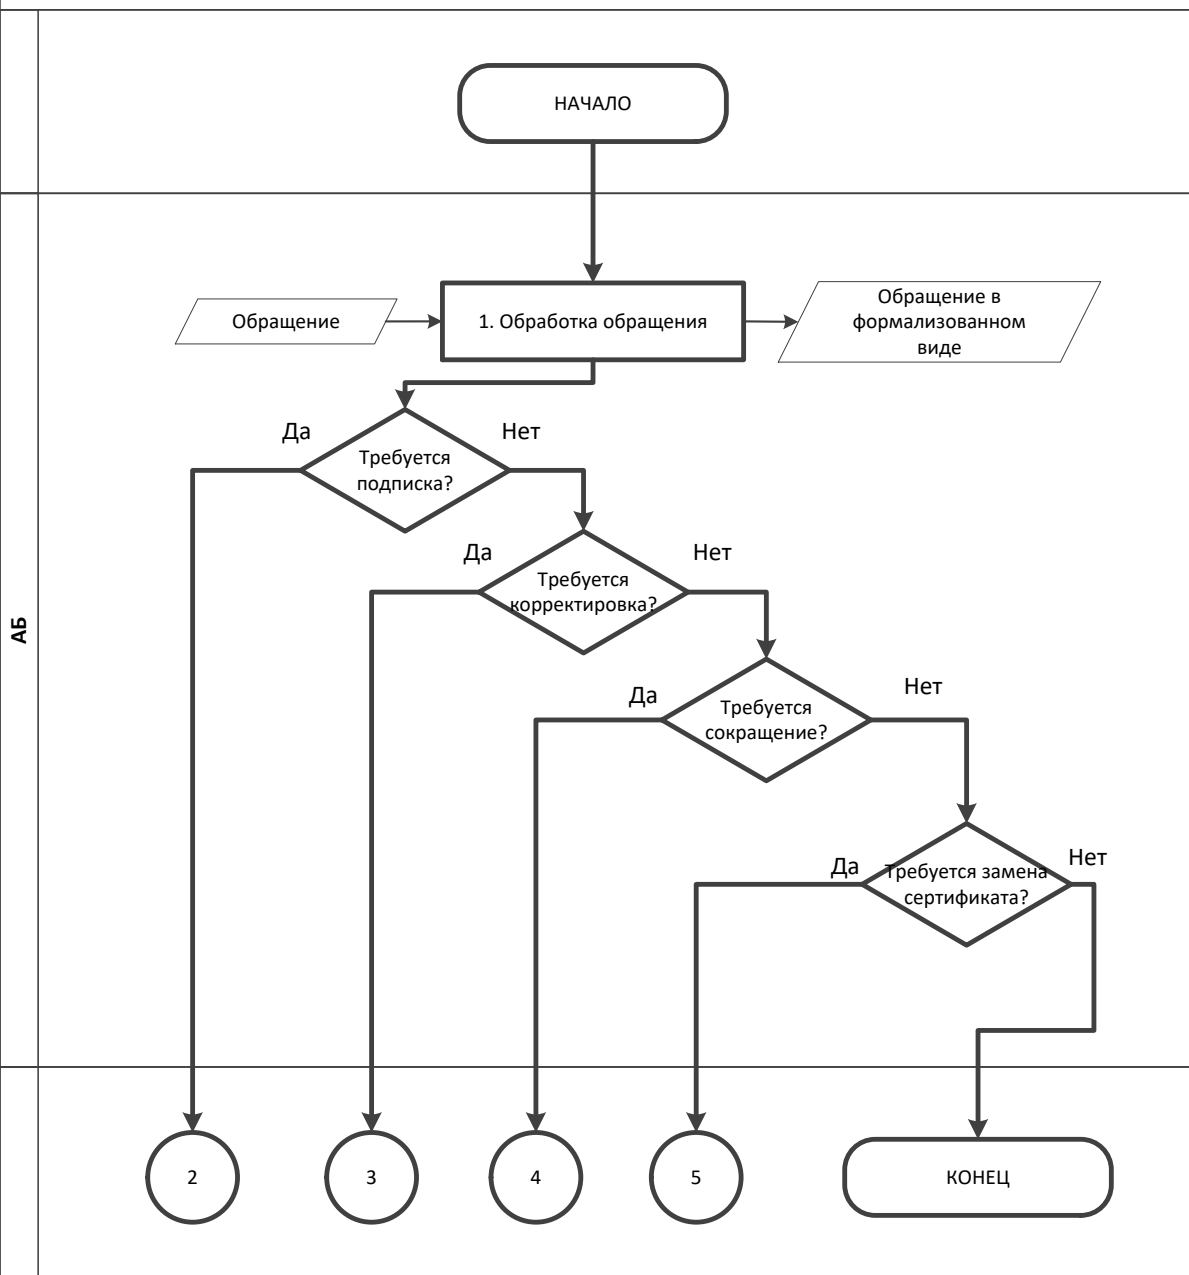 НАЧАЛО
Обращение
1. Обработка обращения
Обращение в
формализованном
виде
Да
Нет
Требуется
подписка?
Да
Нет
Требуется
корректировка?
АБ
Да
Нет
Требуется
сокращение?
Да
Нет
Требуется замена
сертификата?
2
3
4
5
КОНЕЦ